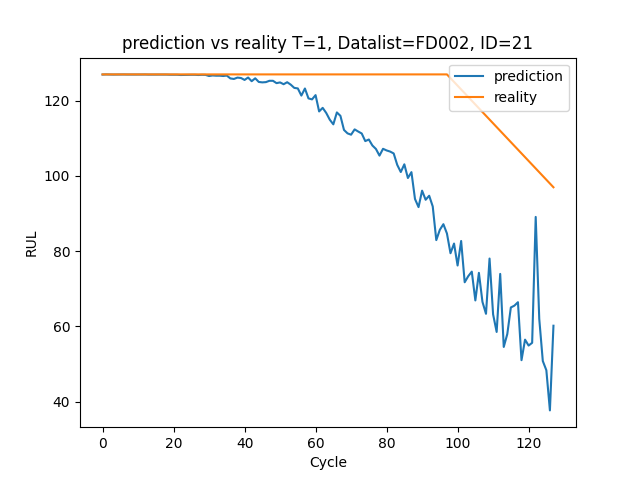 prediction vs reality T=1, Datalist=FD002, ID=21
prediction
reality
120
100
80
60
40
RUL
0 20 40 60 80 100 120
Cycle